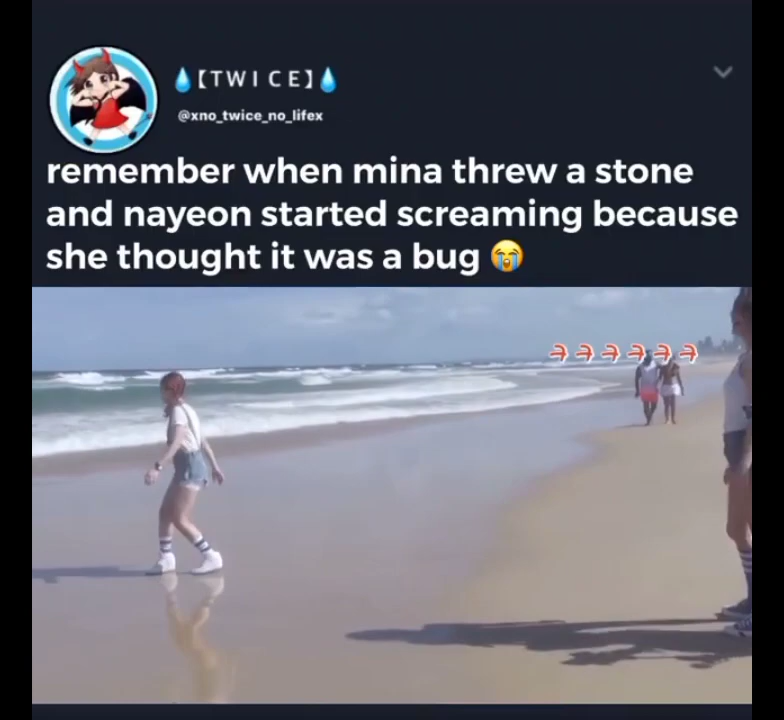 💧【TWICE】💧
@xno_twice_no_lifex
remember when mina threw a stone
and nayeon started screaming because
she thought it was a bug 😭
ㅋㅋㅋㅋㅋㅋ